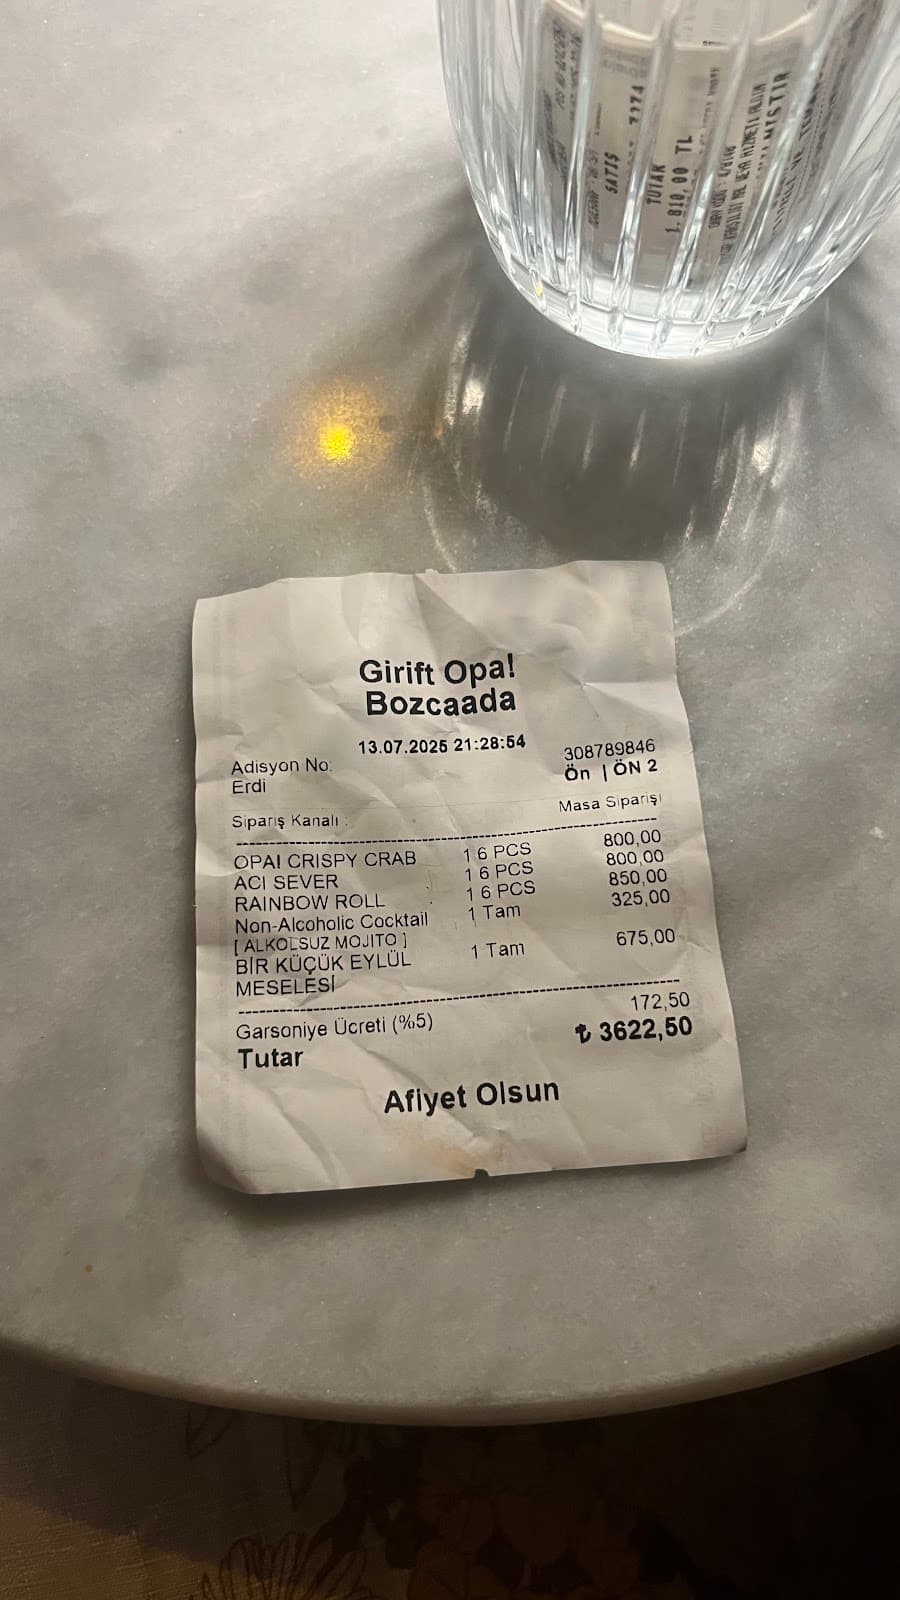 SATIŞ
TUTAR
1.810,00 TL
Girift Opa!
Bozcaada
13.07.2025 21:28:54
Adisyon No: 308789846
Erdi Ön | ÖN 2
Sipariş Kanalı : Masa Siparişi
OPAI CRISPY CRAB 1 6 PCS 800,00
ACI SEVER 1 6 PCS 800,00
RAINBOW ROLL 1 6 PCS 850,00
Non-Alcoholic Cocktail 1 Tam 325,00
[ ALKOLSUZ MOJITO ]
BİR KÜÇÜK EYLÜL 1 Tam 675,00
MESELESİ
Garsoniye Ücreti (%5) 172,50
Tutar ₺ 3622,50
Afiyet Olsun